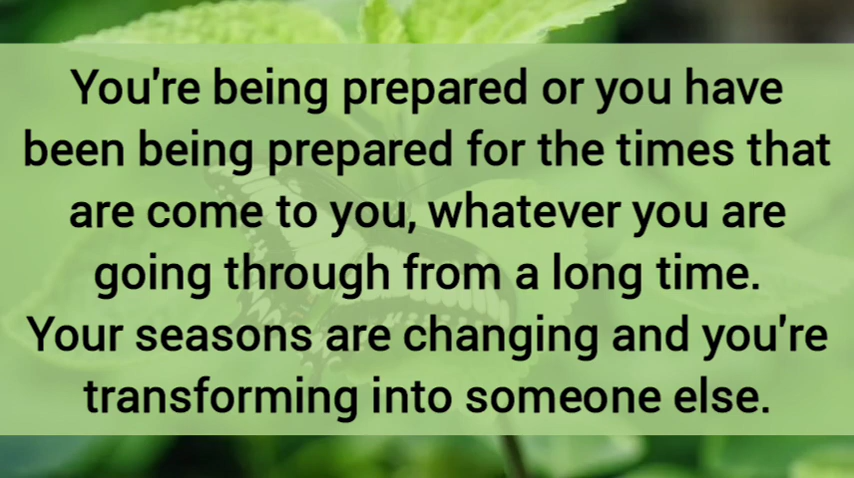 You're being prepared or you have
been being prepared for the times that
are come to you, whatever you are
going through from a long time.
Your seasons are changing and you're
transforming into someone else.